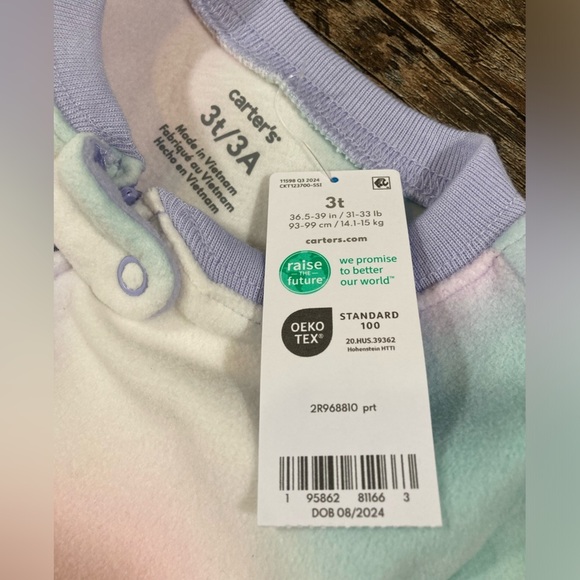 carter's
3t/3A
Made in Vietnam
Fabriqué au Vietnam
Hecho en Vietnam
T1598 Q3 2024
CKT123700-SS1
3t
36.5-39 in / 31-33 lb
93-99 cm / 14.1-15 kg
carters.com
raise
THE
future
we promise
to better
our world™
OEKO
TEX®
STANDARD
100
20.HUS.39362
Hohenstein HTTI
2R968810 prt
1 95862 81166 3
DOB 08/2024